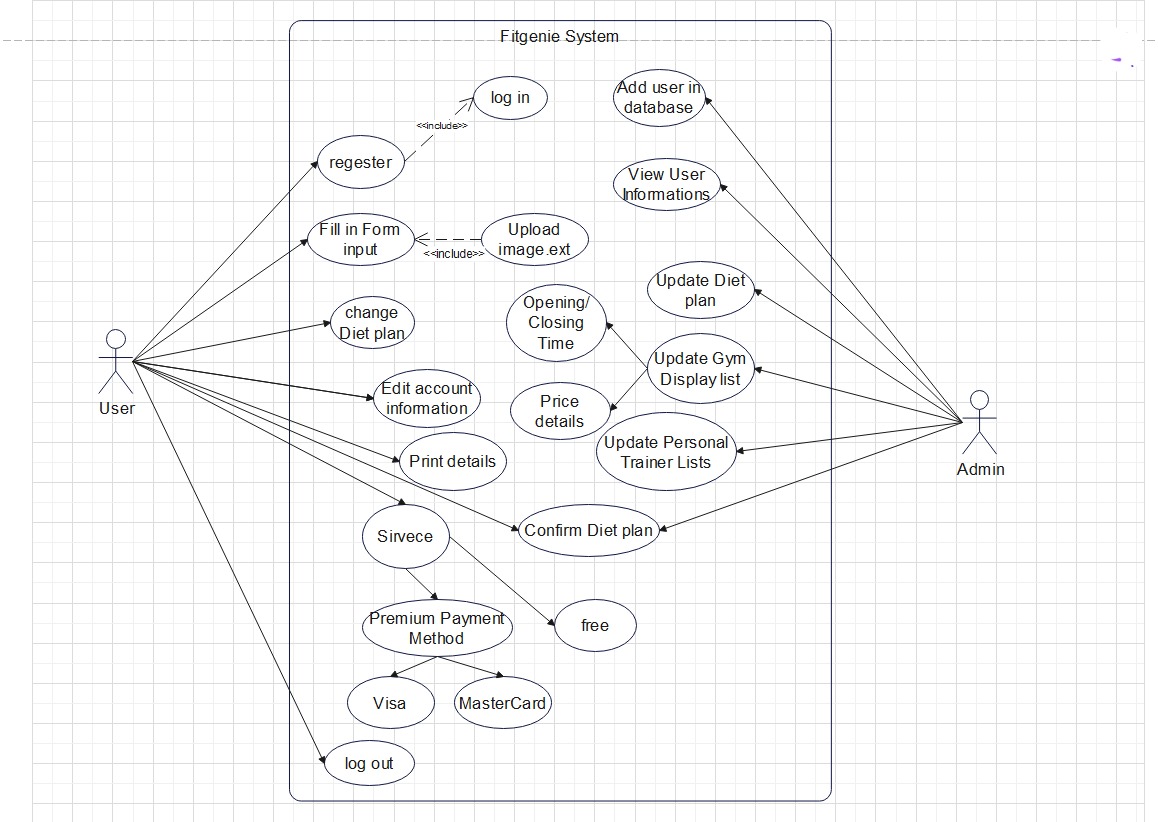 Fitgenie System
log in
<<include>>
regester
Fill in Form
input
<<include>>
Upload
image.ext
change
Diet plan
Edit account
information
Print details
Opening/
Closing
Time
Price
details
Add user in
database
View User
Informations
Update Diet
plan
Update Gym
Display list
Update Personal
Trainer Lists
Confirm Diet plan
Sirvece
Premium Payment
Method
free
Visa
MasterCard
log out
User
Admin